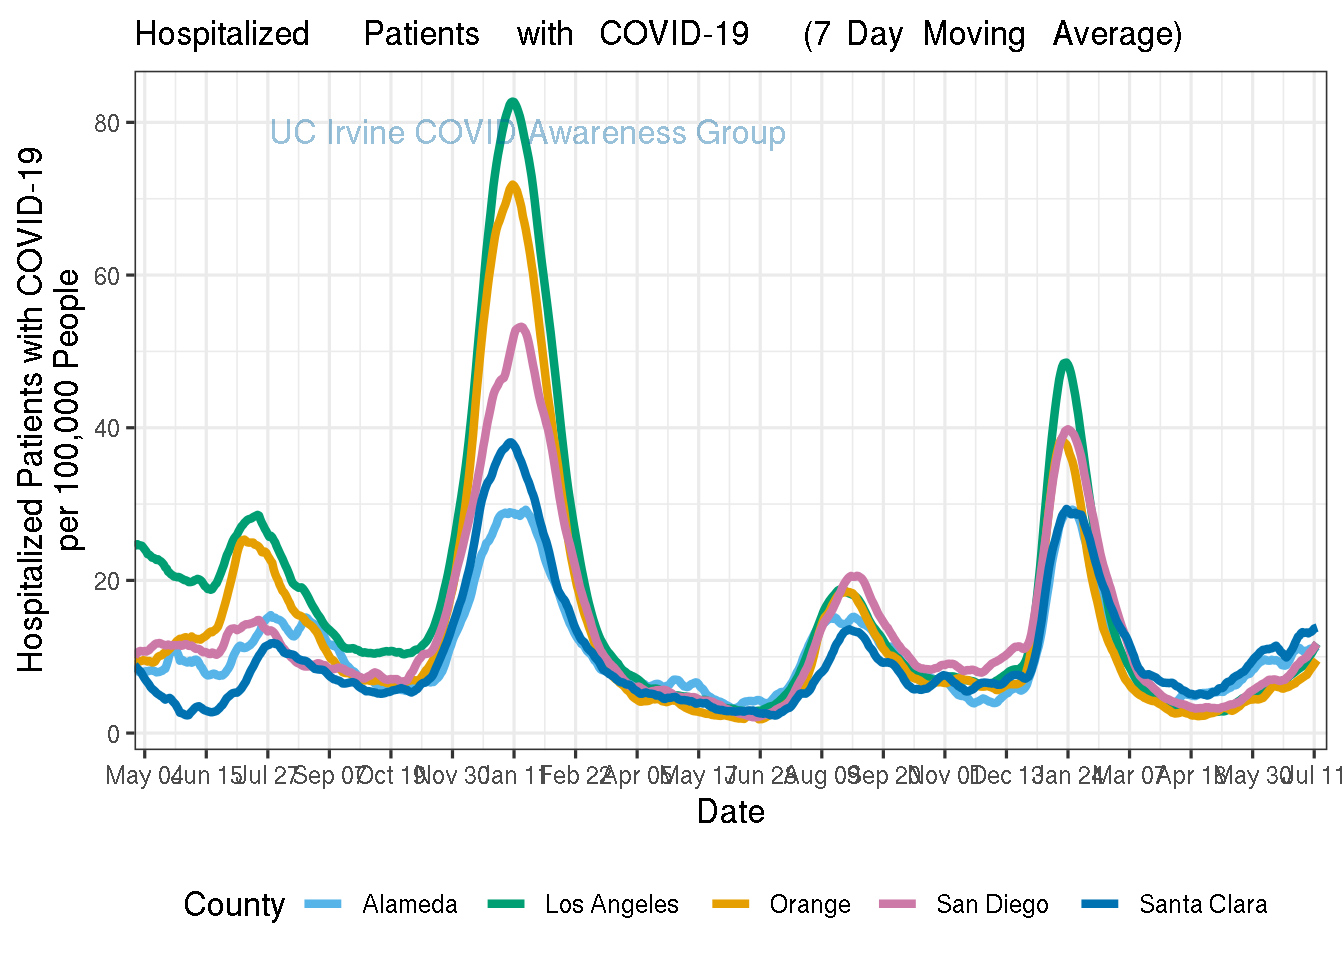 Hospitalized Patients with COVID-19 (7 Day Moving Average)
UC Irvine COVID Awareness Group
Hospitalized Patients with COVID-19
per 100,000 People
80
60
40
20
0
May 04 Jun 15 Jul 27 Sep 07 Oct 19 Nov 30 Jan 11 Feb 22 Apr 05 May 17 Jun 28 Aug 09 Sep 20 Nov 01 Dec 13 Jan 24 Mar 07 Apr 18 May 30 Jul 11
Date
County Alameda Los Angeles Orange San Diego Santa Clara